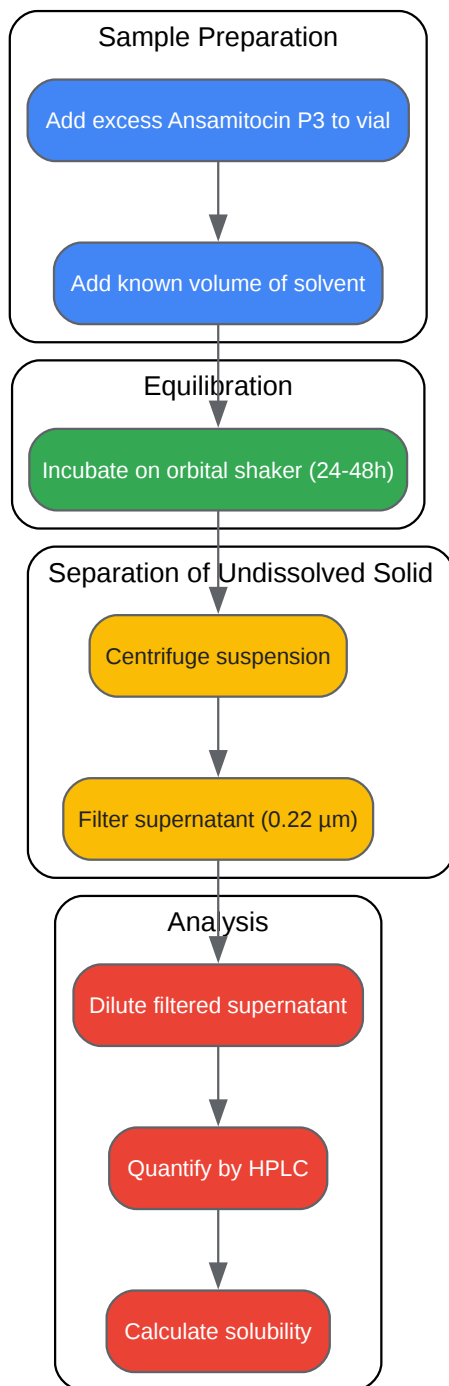 Sample Preparation
Add excess Ansamitocin P3 to vial
Add known volume of solvent
Equilibration
Incubate on orbital shaker (24-48h)
Separation of Undissolved Solid
Centrifuge suspension
Filter supernatant (0.22 µm)
Analysis
Dilute filtered supernatant
Quantify by HPLC
Calculate solubility